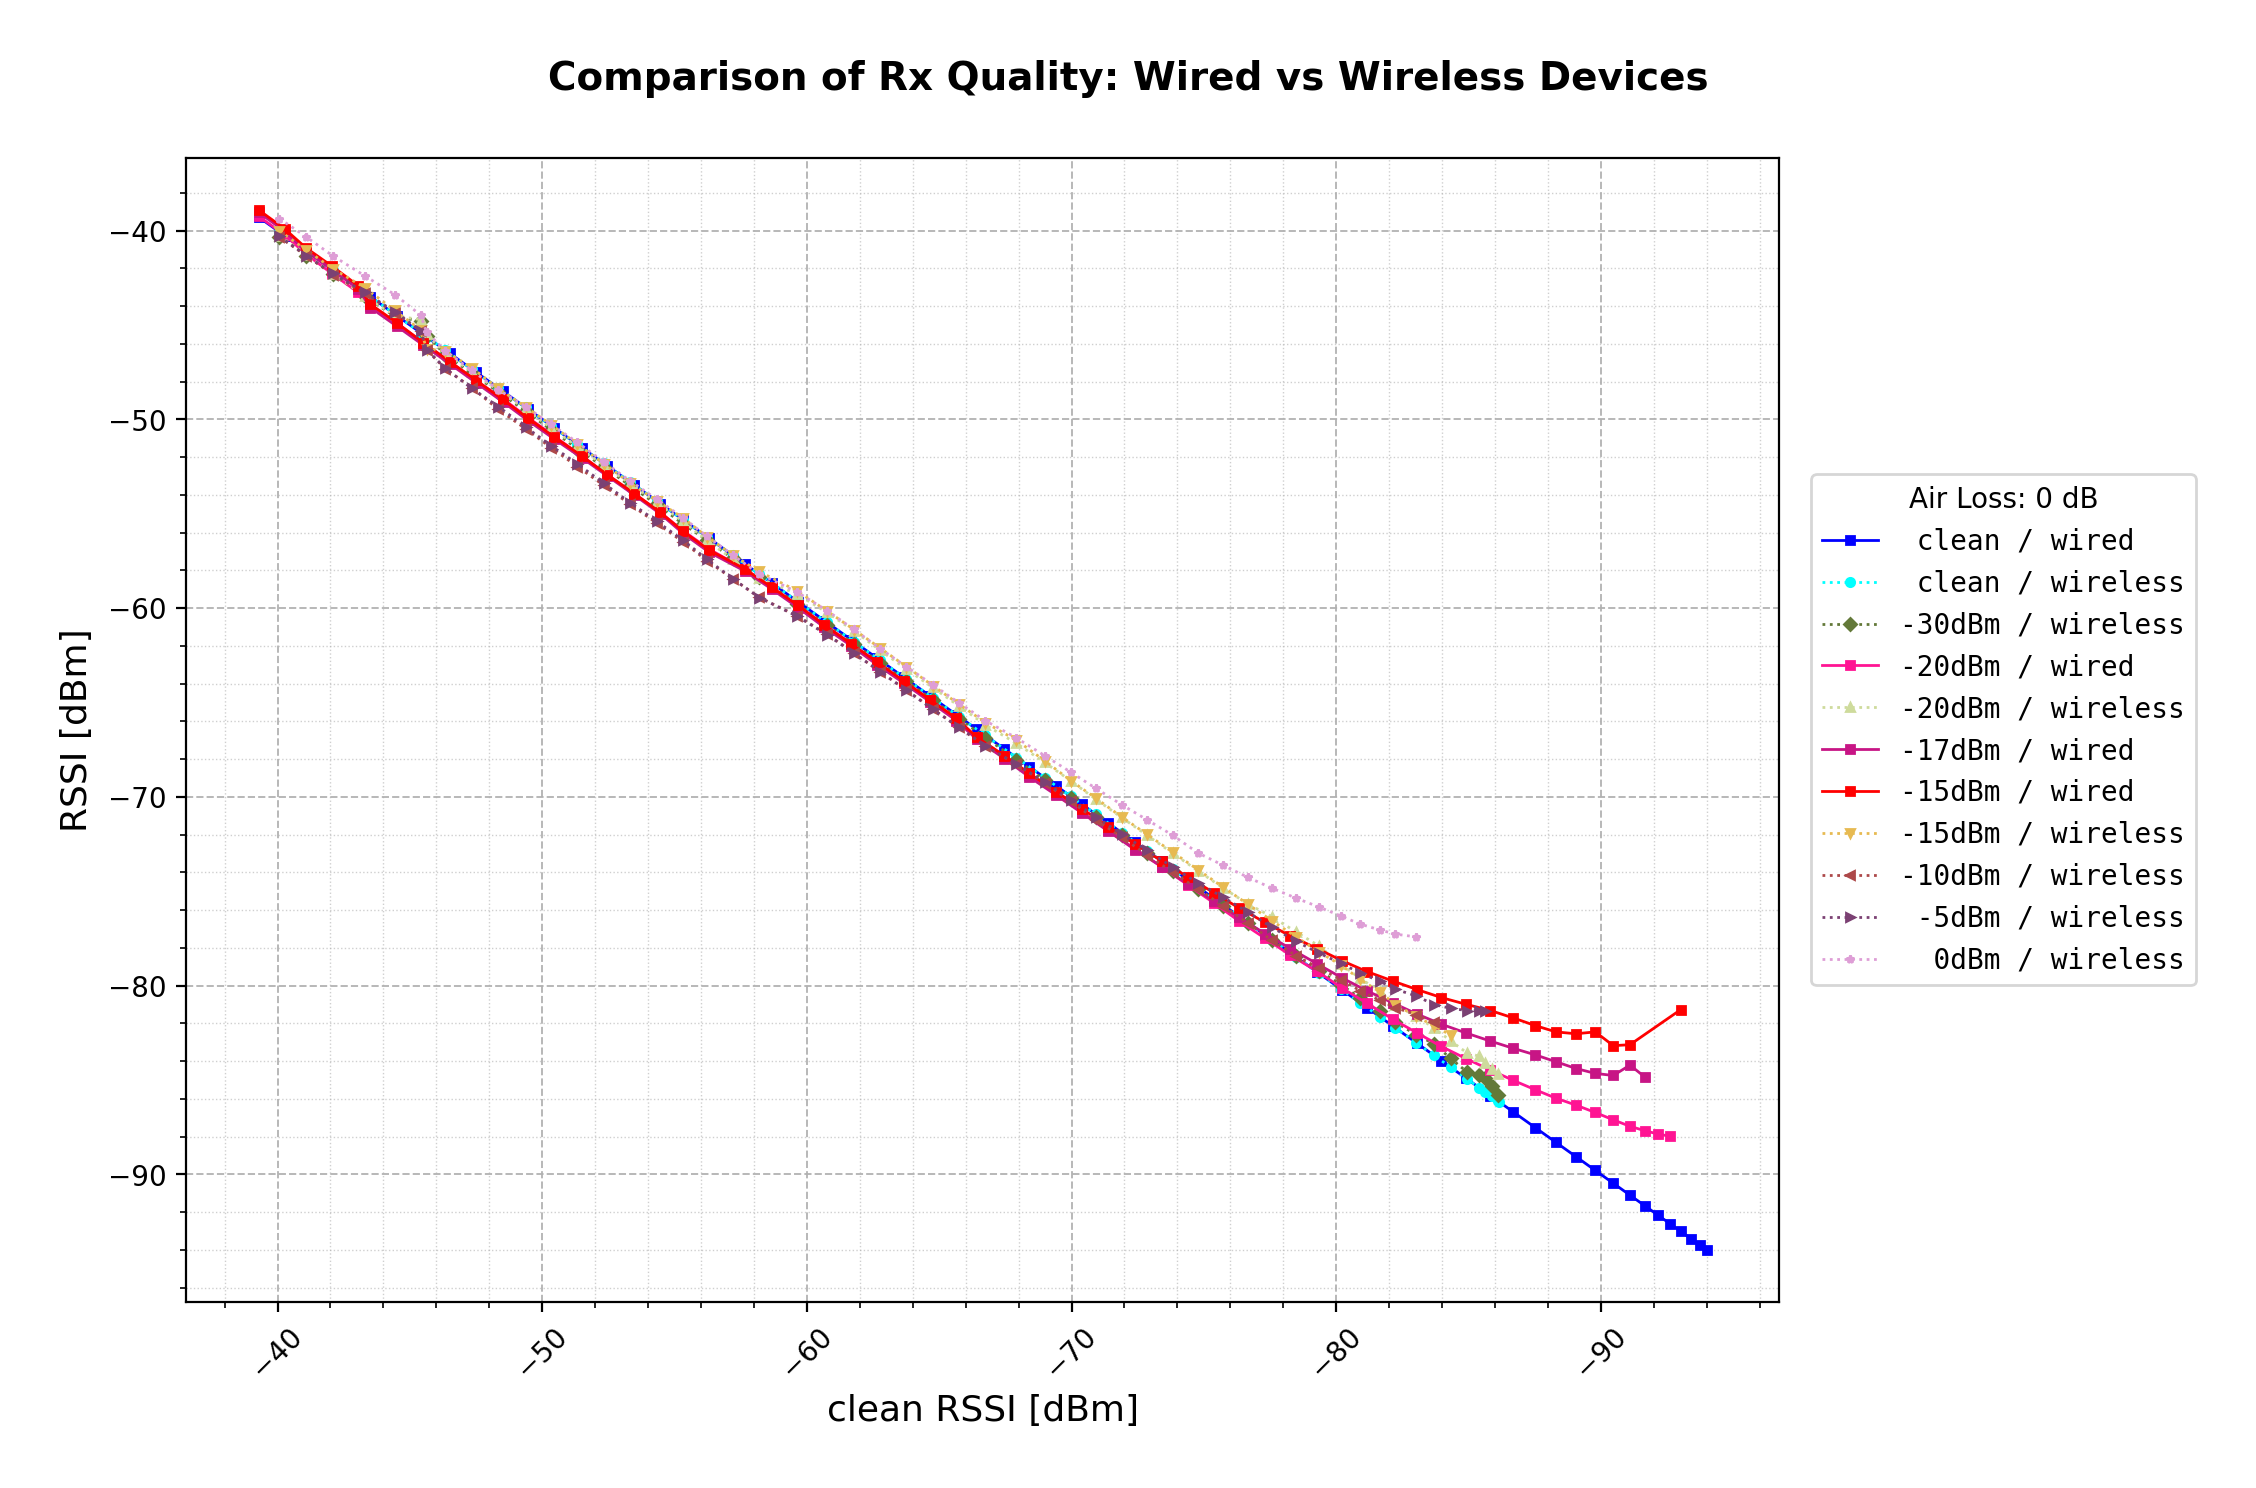 Comparison of Rx Quality: Wired vs Wireless Devices
−40
−50
−60
−70
−80
−90
RSSI [dBm]
−40
−50
−60
−70
−80
−90
clean RSSI [dBm]
Air Loss: 0 dB
clean / wired
clean / wireless
-30dBm / wireless
-20dBm / wired
-20dBm / wireless
-17dBm / wired
-15dBm / wired
-15dBm / wireless
-10dBm / wireless
-5dBm / wireless
0dBm / wireless